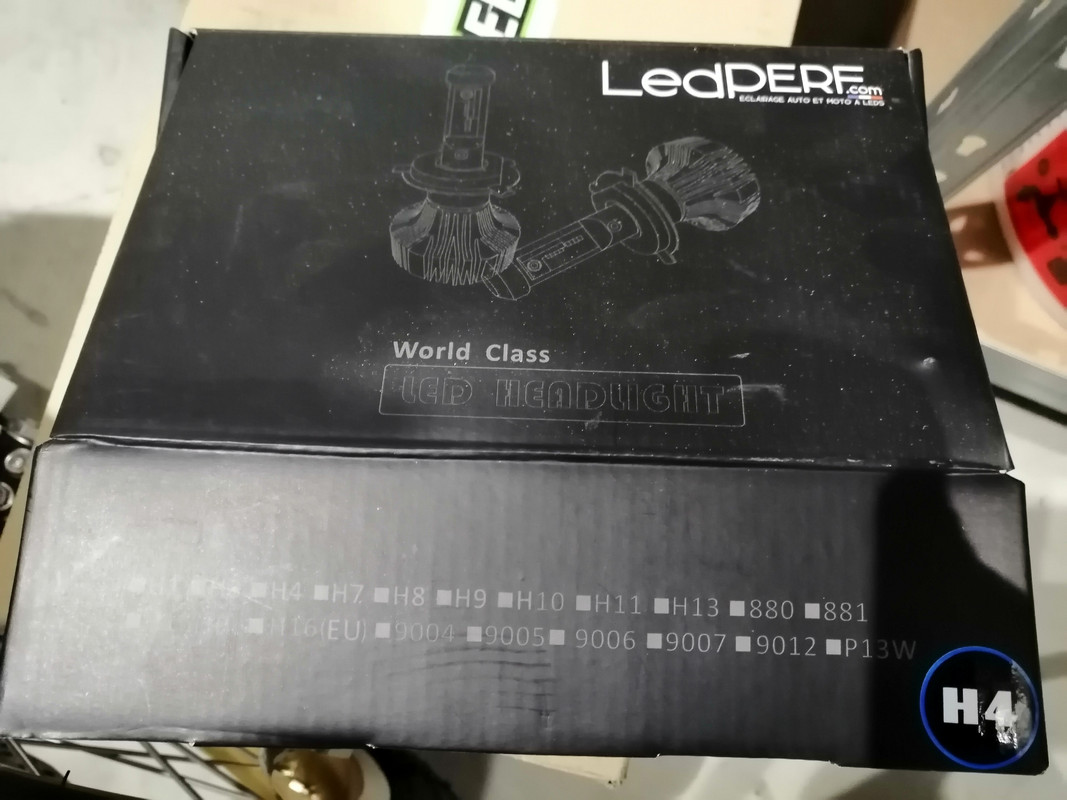 LedPERF.com
ECLAIRAGE AUTO ET MOTO A LEDS
World Class
LED HEADLIGHT
■H4 ■H7 ■H8 ■H9 ■H10 ■H11 ■H13 ■880 ■881
■H16(EU) ■9004 ■9005 ■ 9006 ■9007 ■9012 ■P13W
H4